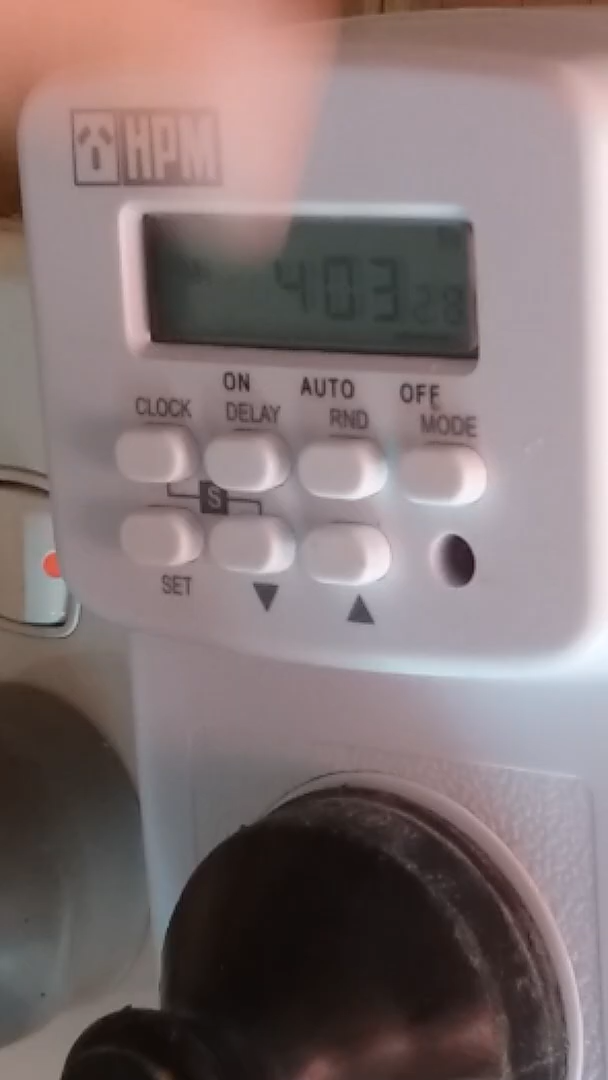 HPM
403 28
ON AUTO OFF
CLOCK DELAY RND MODE
S
SET